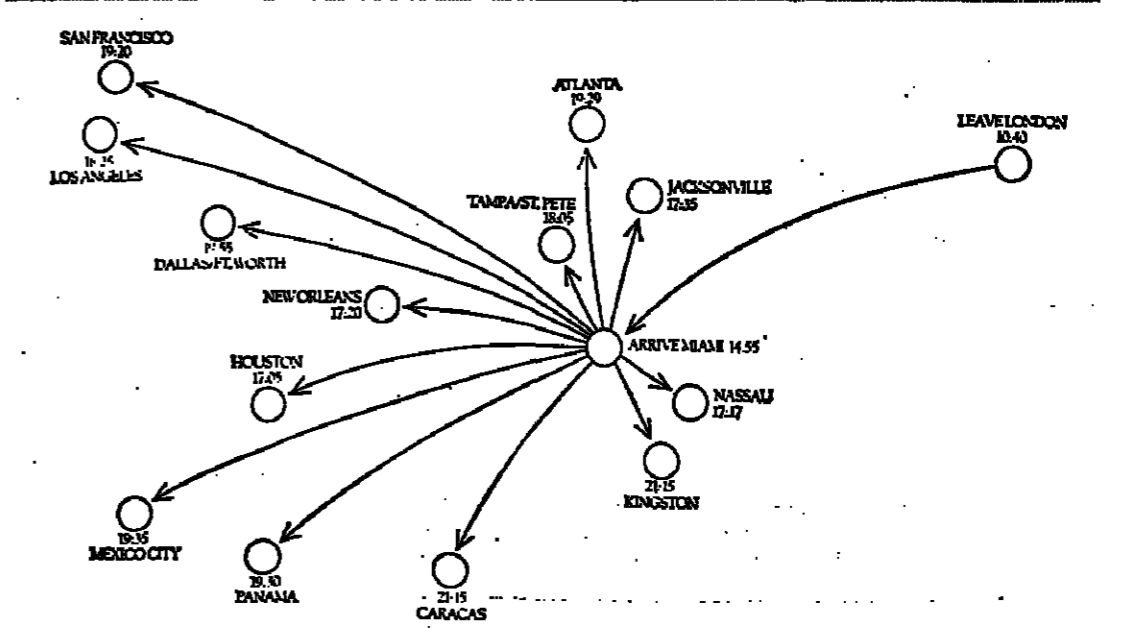 SAN FRANCISCO
19:20
LOS ANGELES
DALLAS/FT. WORTH
NEW ORLEANS
17:20
HOUSTON
17:05
MEXICO CITY
19:35
PANAMA
19:30
CARACAS
21:15
KINGSTON
21:15
NASSAU
17:17
ARRIVE MIAMI 14:55
TAMPA/ST. PETE
18:05
ATLANTA
19:29
JACKSONVILLE
17:35
LEAVE LONDON
10:40